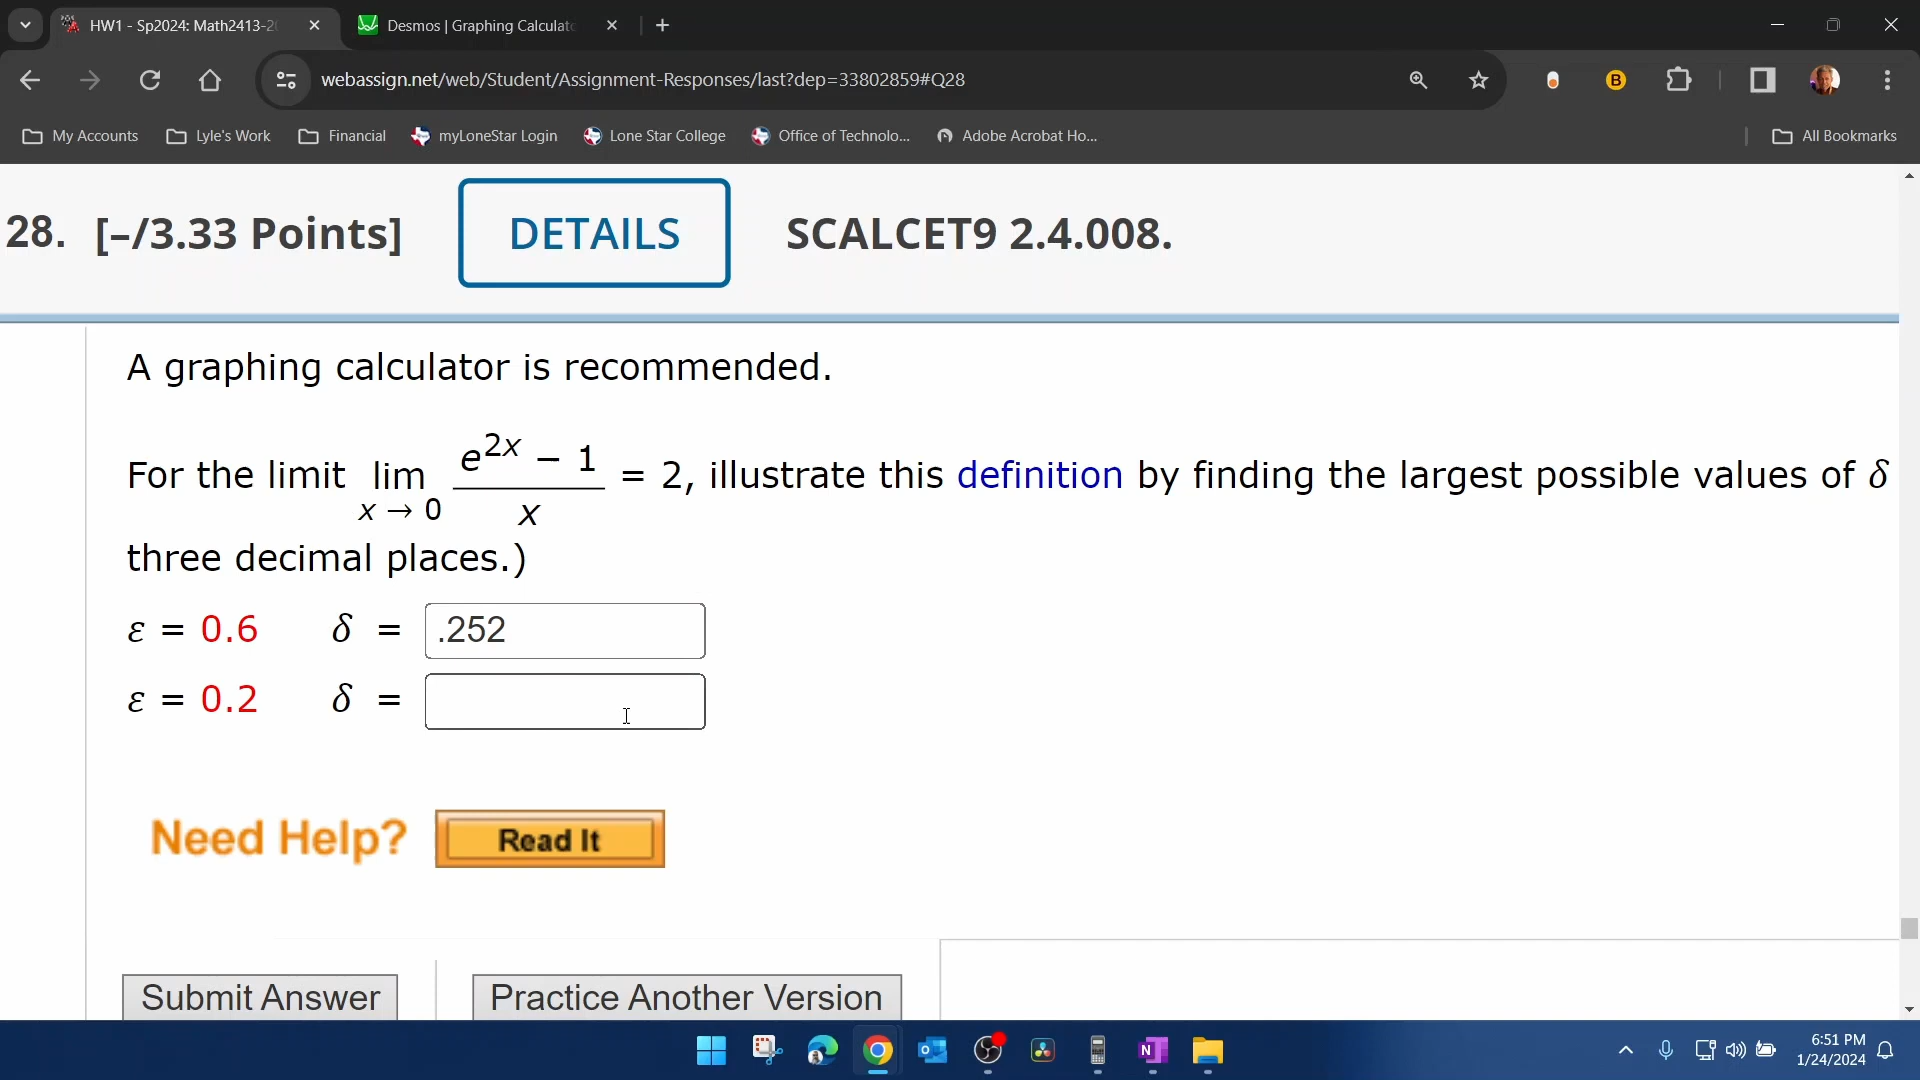 HW1 - Sp2024: Math2413-2
Desmos | Graphing Calculat
webassign.net/web/Student/Assignment-Responses/last?dep=33802859#Q28
B
My Accounts
Lyle's Work
Financial
myLoneStar Login
Lone Star College
Office of Technolo...
Adobe Acrobat Ho...
All Bookmarks
28. [–/3.33 Points] DETAILS SCALCET9 2.4.008.
A graphing calculator is recommended.
For the limit lim x → 0 (e^{2x} − 1)/x = 2, illustrate this definition by finding the largest possible values of δ
three decimal places.)
ε = 0.6 δ = .252
ε = 0.2 δ =
Need Help? Read It
Submit Answer Practice Another Version
6:51 PM
1/24/2024